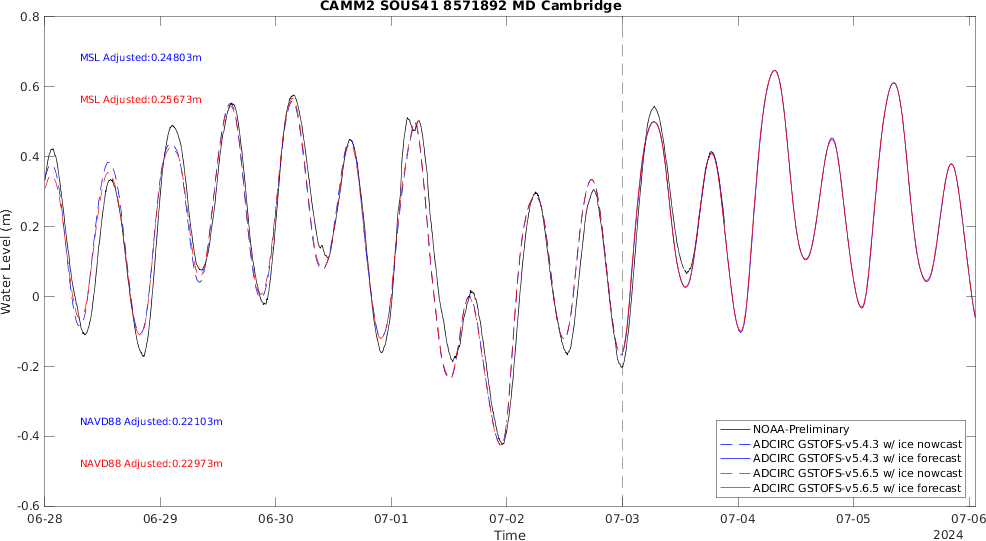 CAMM2 SOUS41 8571892 MD Cambridge
0.8
0.6
0.4
0.2
0
-0.2
-0.4
-0.6
Water Level (m)
MSL Adjusted:0.24803m
MSL Adjusted:0.25673m
NAVD88 Adjusted:0.22103m
NAVD88 Adjusted:0.22973m
NOAA-Preliminary
ADCIRC GSTOFS-v5.4.3 w/ ice nowcast
ADCIRC GSTOFS-v5.4.3 w/ ice forecast
ADCIRC GSTOFS-v5.6.5 w/ ice nowcast
ADCIRC GSTOFS-v5.6.5 w/ ice forecast
06-28 06-29 06-30 07-01 07-02 07-03 07-04 07-05 07-06
Time
2024